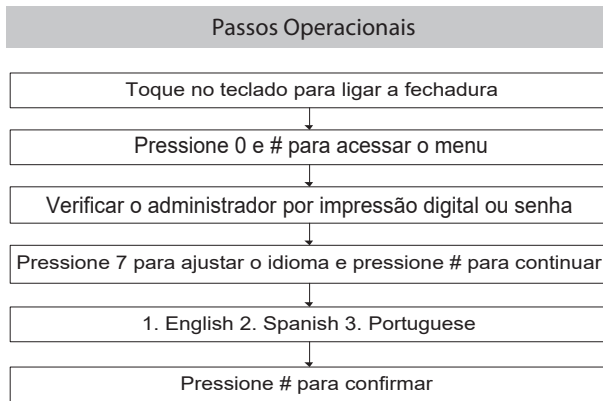 Passos Operacionais
Toque no teclado para ligar a fechadura
Pressione 0 e # para acessar o menu
Verificar o administrador por impressão digital ou senha
Pressione 7 para ajustar o idioma e pressione # para continuar
1. English 2. Spanish 3. Portuguese
Pressione # para confirmar